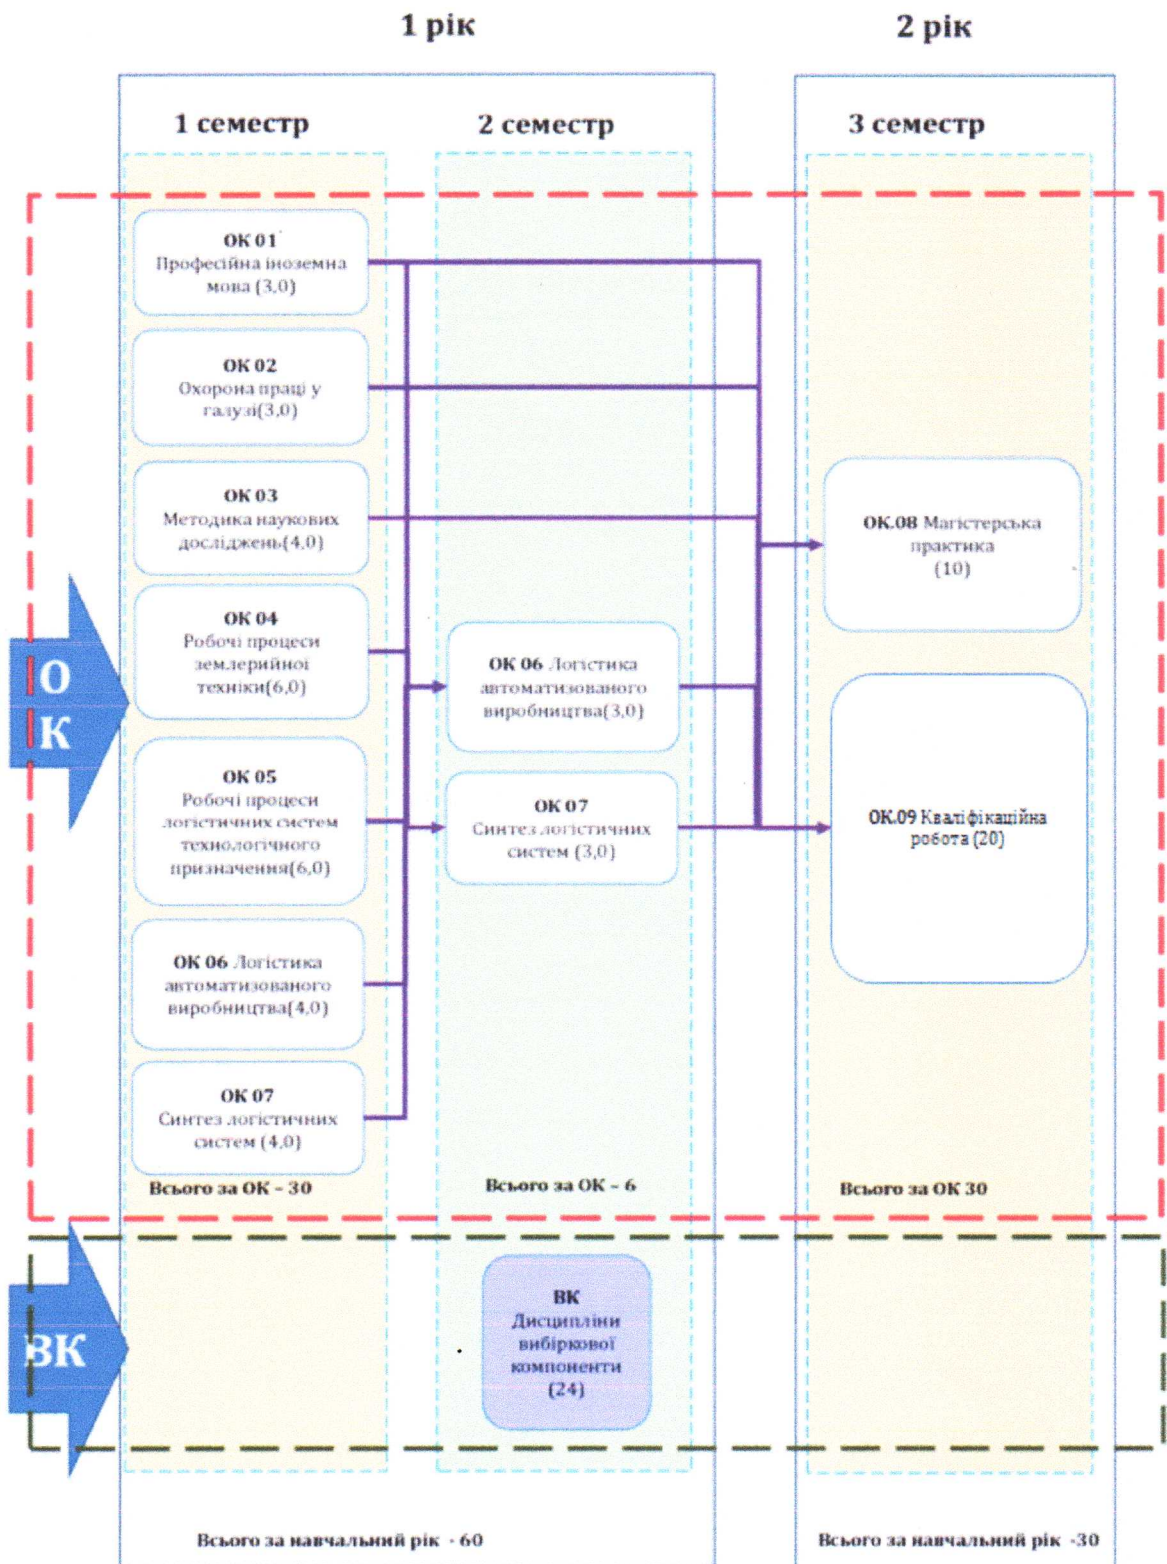 1 рік
2 рік
1 семестр
2 семестр
3 семестр
ОК 01
Професійна іноземна
мова (3,0)
ОК 02
Охорона праці у
галузі(3,0)
ОК 03
Методика наукових
досліджень(4,0)
ОК 04
Робочі процеси
землерийної
техніки(6,0)
ОК 05
Робочі процеси
логістичних систем
технологічного
призначення(6,0)
ОК 06 Логістика
автоматизованого
виробництва(4,0)
ОК 07
Синтез логістичних
систем (4,0)
Всього за ОК – 30
ОК 06 Логістика
автоматизованого
виробництва(3,0)
ОК 07
Синтез логістичних
систем (3,0)
Всього за ОК – 6
ОК.08 Магістерська
практика
(10)
ОК.09 Кваліфікаційна
робота (20)
Всього за ОК 30
О
К
ВК
ВК
Дисципліни
вибіркової
компоненти
(24)
Всього за навчальний рік - 60
Всього за навчальний рік -30